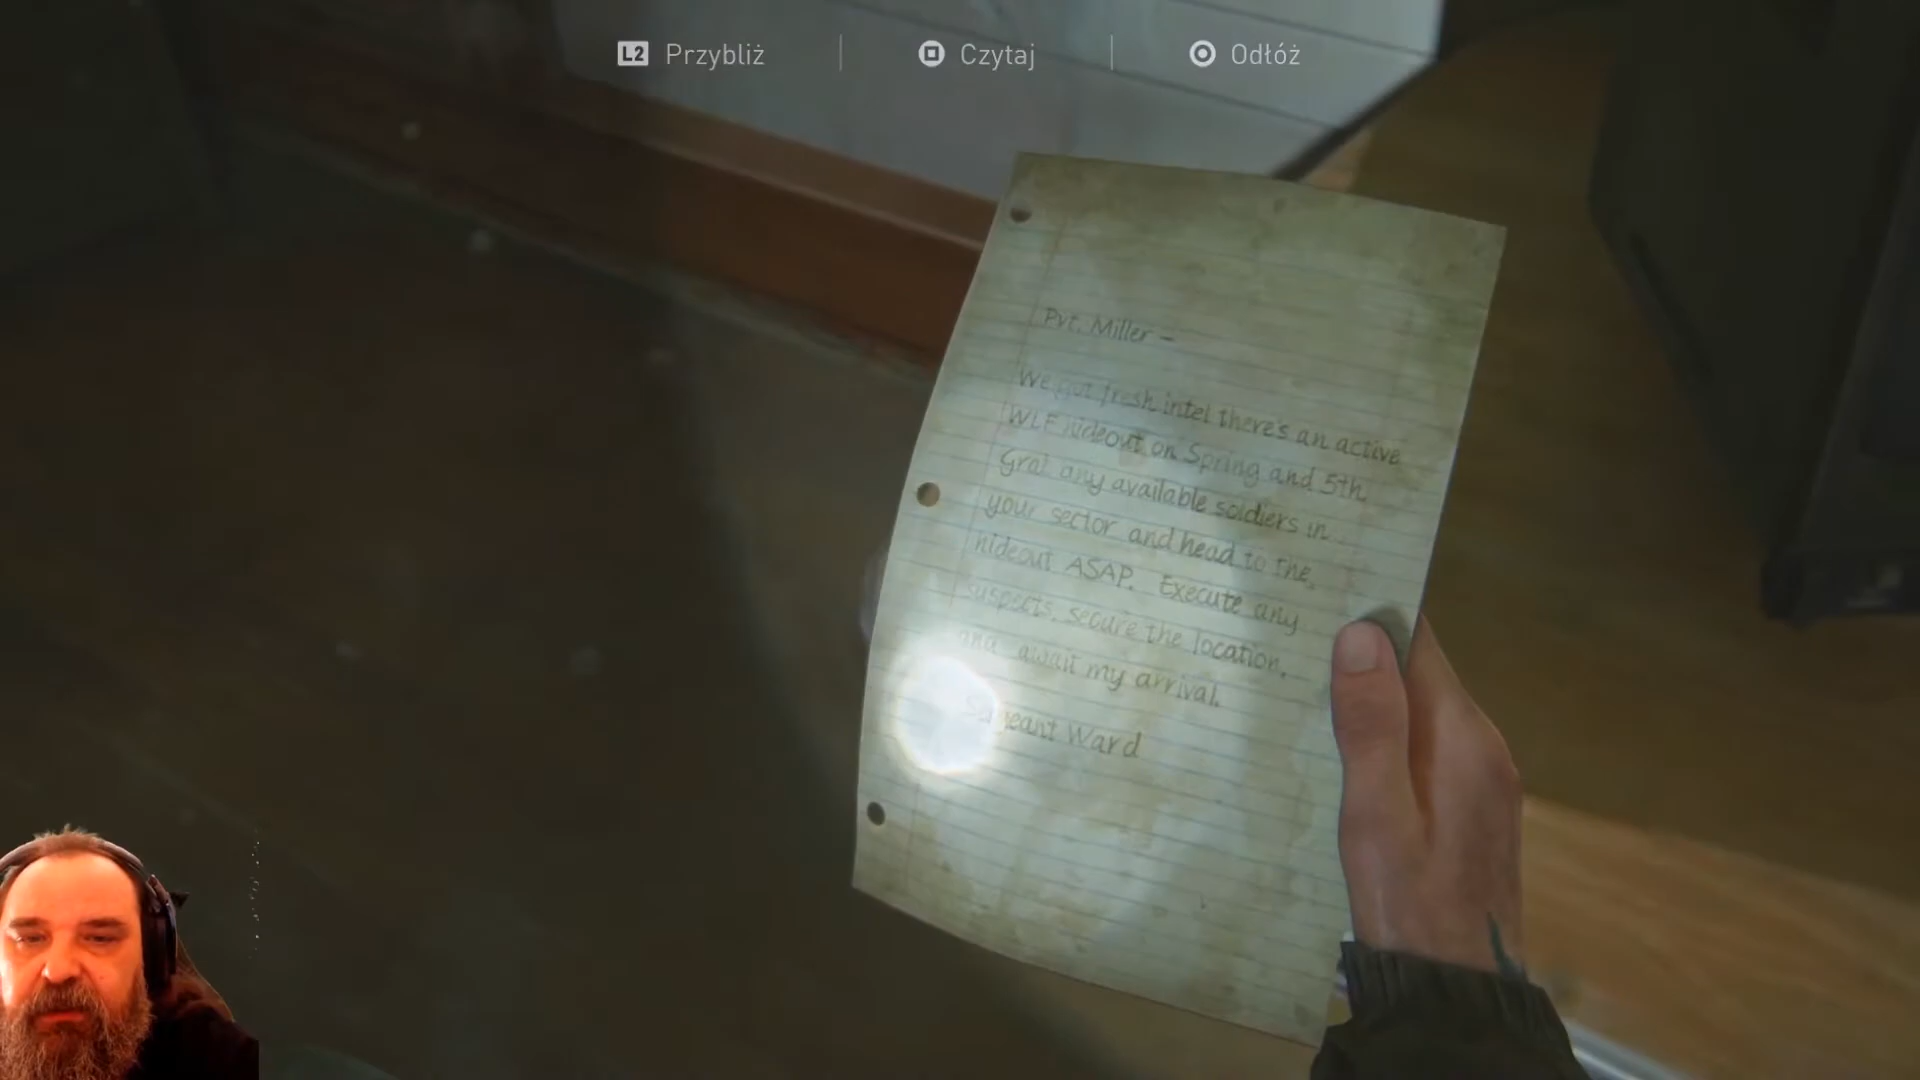 L2 Przybliż
Czytaj
Odłóż
Pvt. Miller -
We got fresh intel there's an active
WLF hideout on Spring and 5th.
Grab any available soldiers in
your sector and head to the
hideout ASAP. Execute any
suspects, secure the location,
and await my arrival.
Sergeant Ward